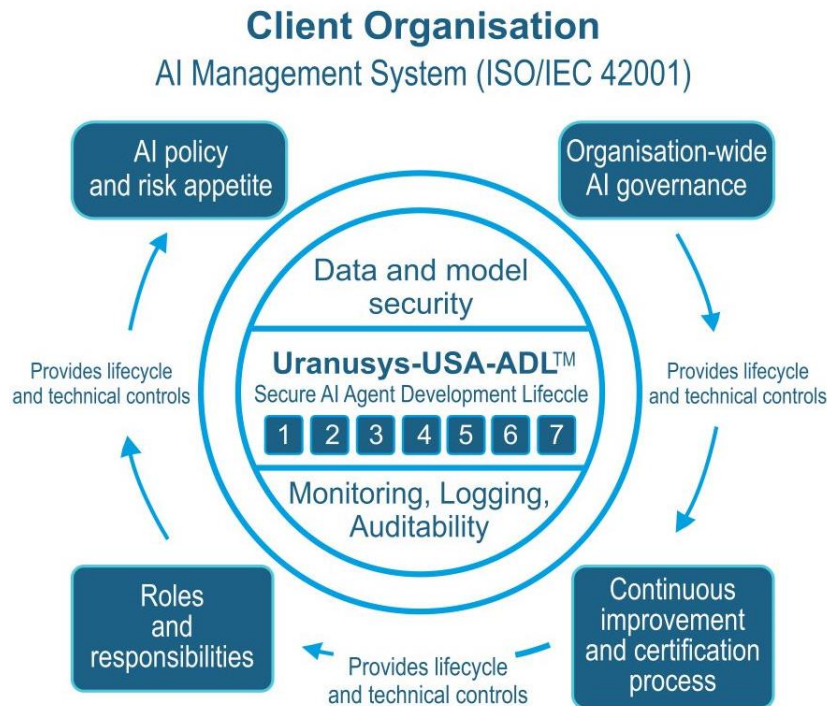 Client Organisation
AI Management System (ISO/IEC 42001)
AI policy
and risk appetite
Organisation-wide
AI governance
Data and model
security
Uranusys-USA-ADL™
Secure AI Agent Development Lifeccle
1 2 3 4 5 6 7
Monitoring, Logging,
Auditability
Provides lifecycle
and technical controls
Provides lifecycle
and technical controls
Roles
and
responsibilities
Provides lifecycle
and technical controls
Continuous
improvement
and certification
process